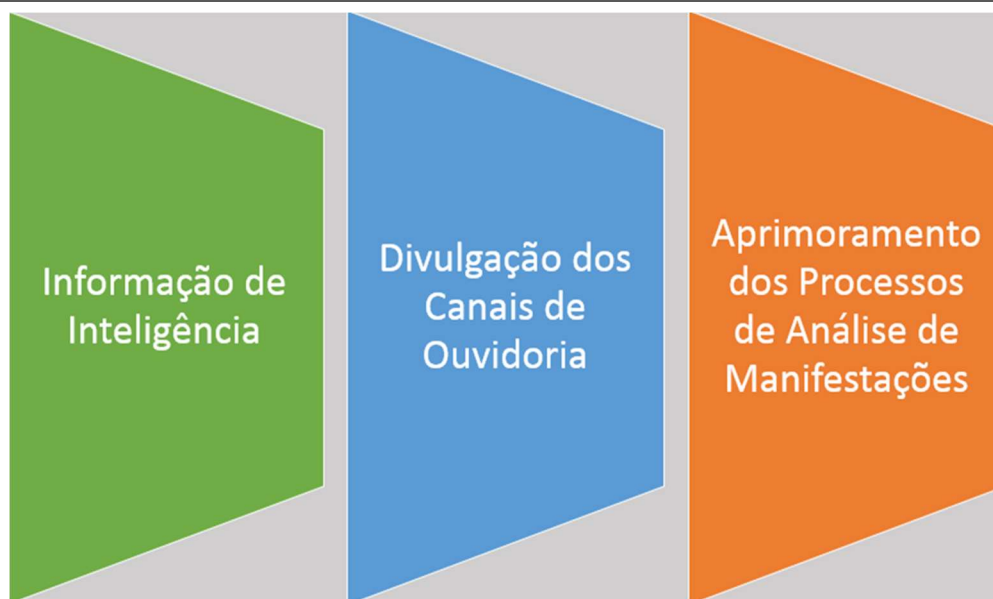 Informação de
Inteligência
Divulgação dos
Canais de
Ouvidoria
Aprimoramento
dos Processos
de Análise de
Manifestações